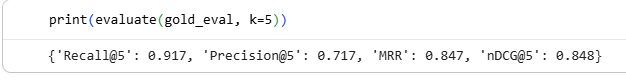 print(evaluate(gold_eval, k=5))
{'Recall@5': 0.917, 'Precision@5': 0.717, 'MRR': 0.847, 'nDCG@5': 0.848}